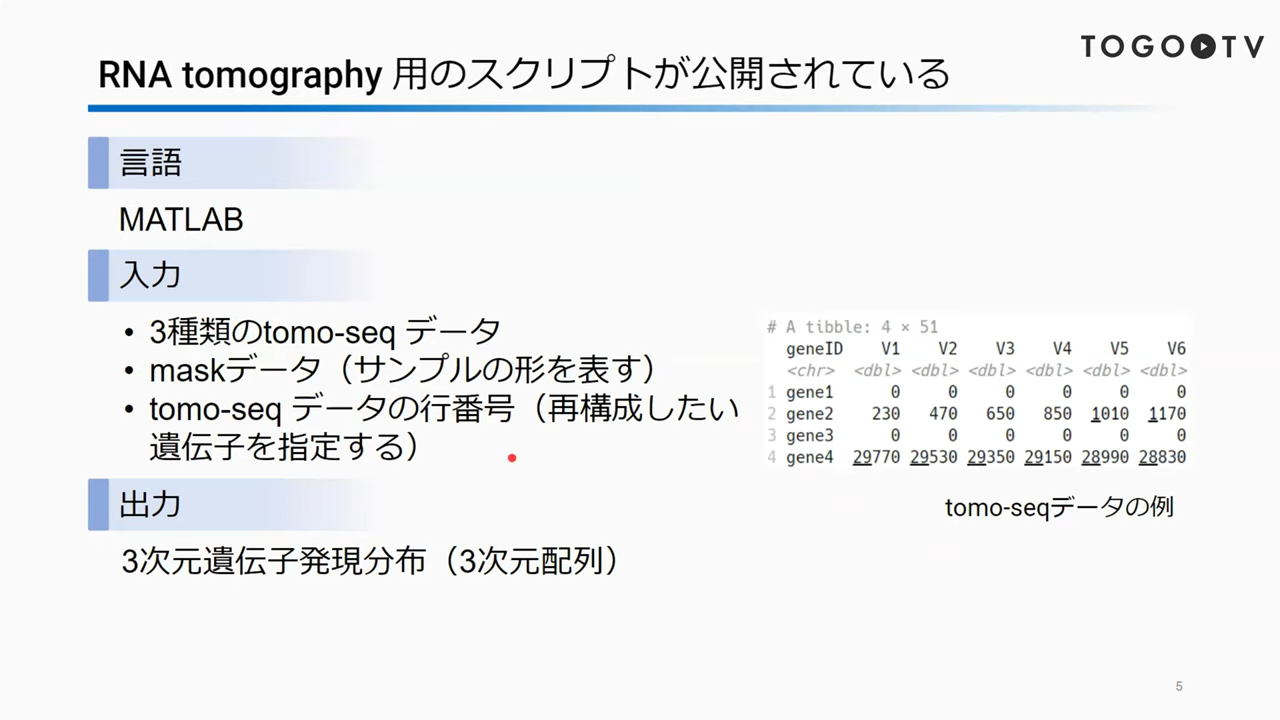 TOGO TV
RNA tomography 用のスクリプトが公開されている
言語
MATLAB
入力
• 3種類のtomo-seq データ
• maskデータ（サンプルの形を表す）
• tomo-seq データの行番号（再構成したい
遺伝子を指定する）
# A tibble: 4 × 51
geneID V1 V2 V3 V4 V5 V6
<chr> <dbl> <dbl> <dbl> <dbl> <dbl> <dbl>
1 gene1 0 0 0 0 0 0
2 gene2 230 470 650 850 1010 1170
3 gene3 0 0 0 0 0 0
4 gene4 29770 29530 29350 29150 28990 28830
tomo-seqデータの例
出力
3次元遺伝子発現分布（3次元配列）
5